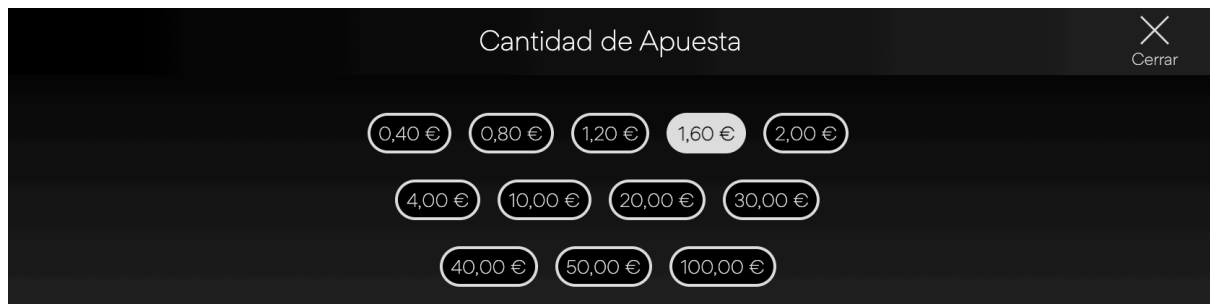 Cantidad de Apuesta
Cerrar
0,40 € 0,80 € 1,20 € 1,60 € 2,00 €
4,00 € 10,00 € 20,00 € 30,00 €
40,00 € 50,00 € 100,00 €